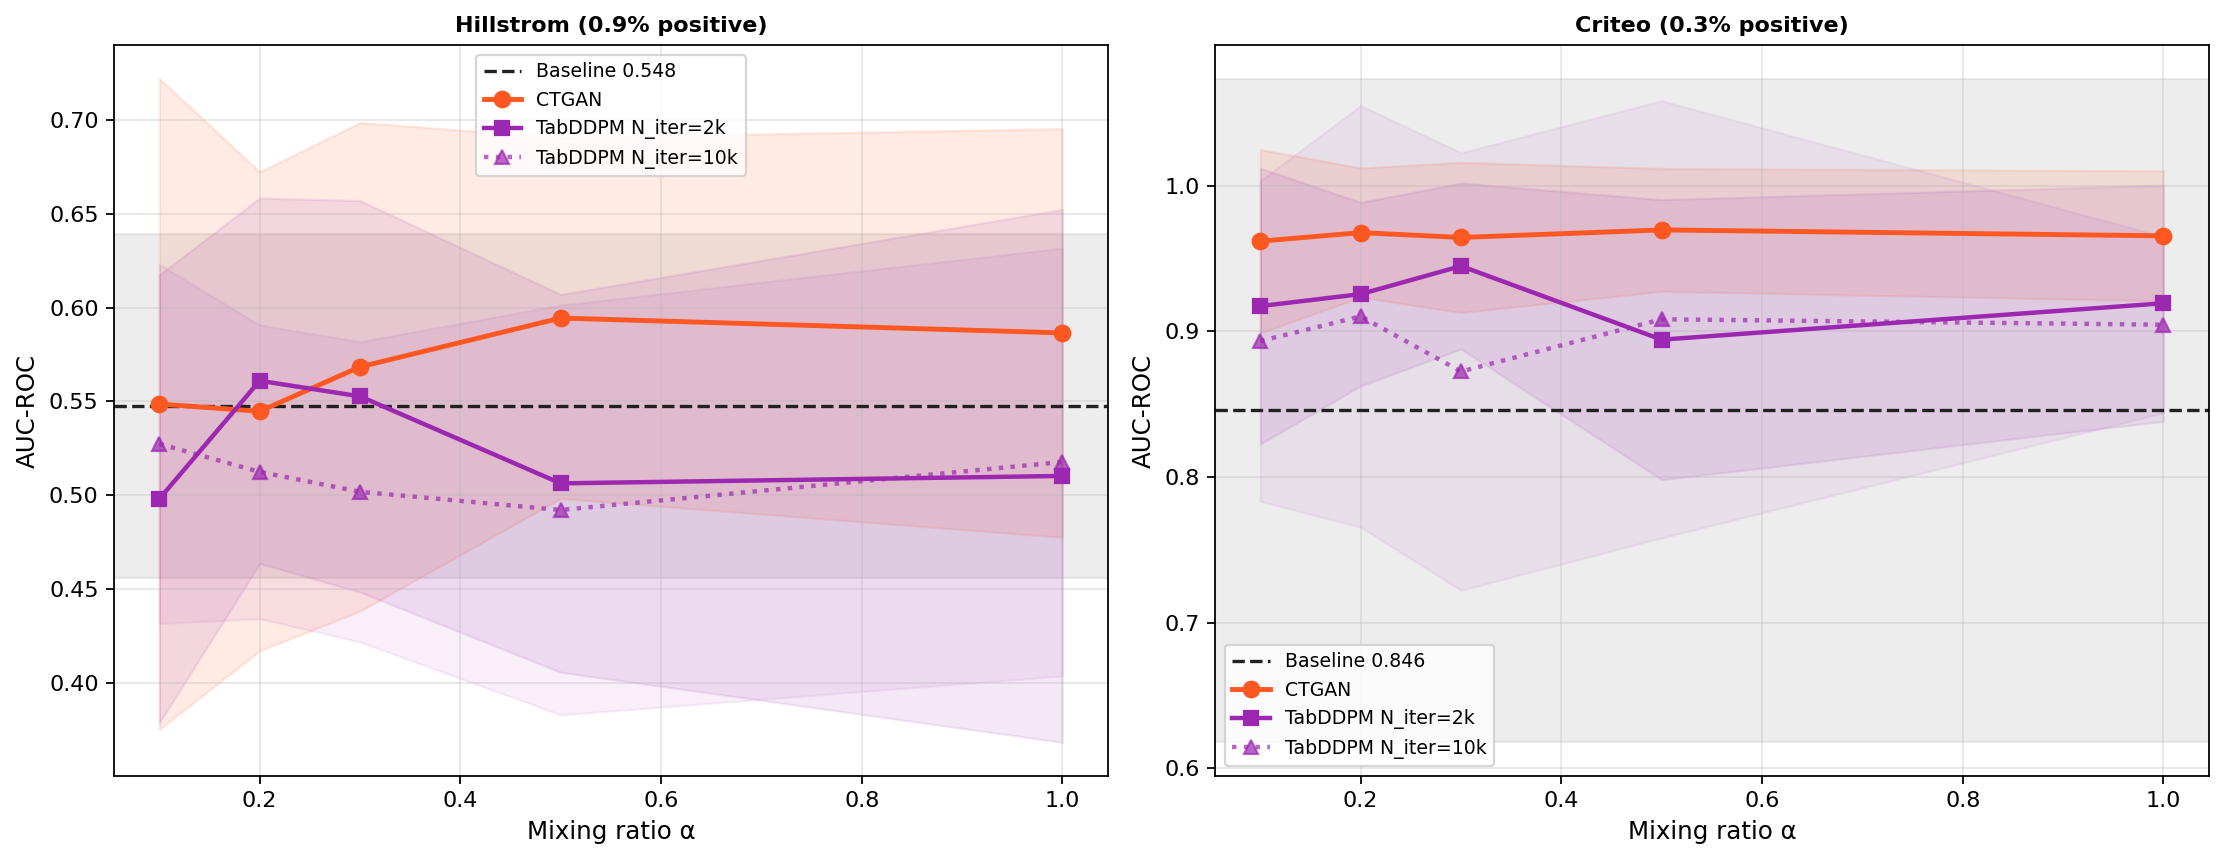 Hillstrom (0.9% positive)
Baseline 0.548
CTGAN
TabDDPM N_iter=2k
TabDDPM N_iter=10k
AUC-ROC
0.70
0.65
0.60
0.55
0.50
0.45
0.40
0.2 0.4 0.6 0.8 1.0
Mixing ratio α
Criteo (0.3% positive)
AUC-ROC
1.0
0.9
0.8
0.7
0.6
Baseline 0.846
CTGAN
TabDDPM N_iter=2k
TabDDPM N_iter=10k
0.2 0.4 0.6 0.8 1.0
Mixing ratio α